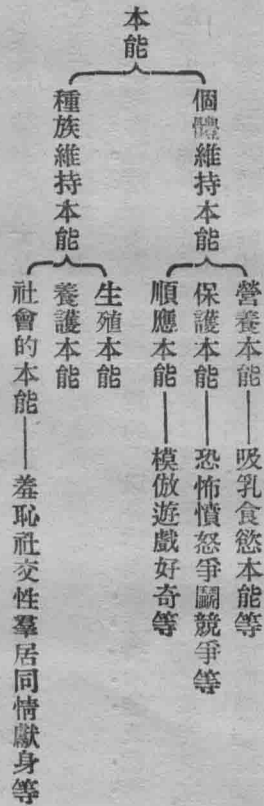 本能
個體維持本能
營養本能——吸乳食慾本能等
保護本能——恐怖憤怒爭鬭競爭等
順應本能——模倣遊戲好奇等
種族維持本能
生殖本能
養護本能
社會的本能——羞恥社交性羣居同情獻身等